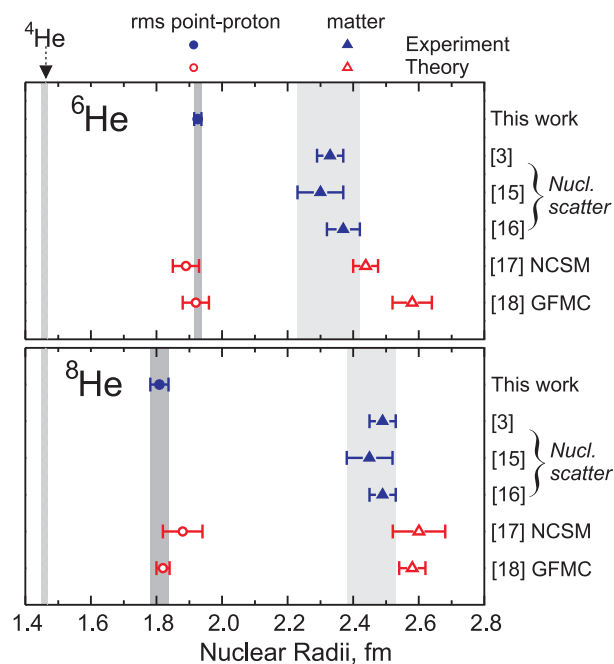 rms point-proton matter
⁴He
Experiment
Theory
⁶He
This work
[3]
[15] Nucl.
[16] scatter
[17] NCSM
[18] GFMC
⁸He
This work
[3]
[15] Nucl.
[16] scatter
[17] NCSM
[18] GFMC
1.4 1.6 1.8 2.0 2.2 2.4 2.6 2.8
Nuclear Radii, fm